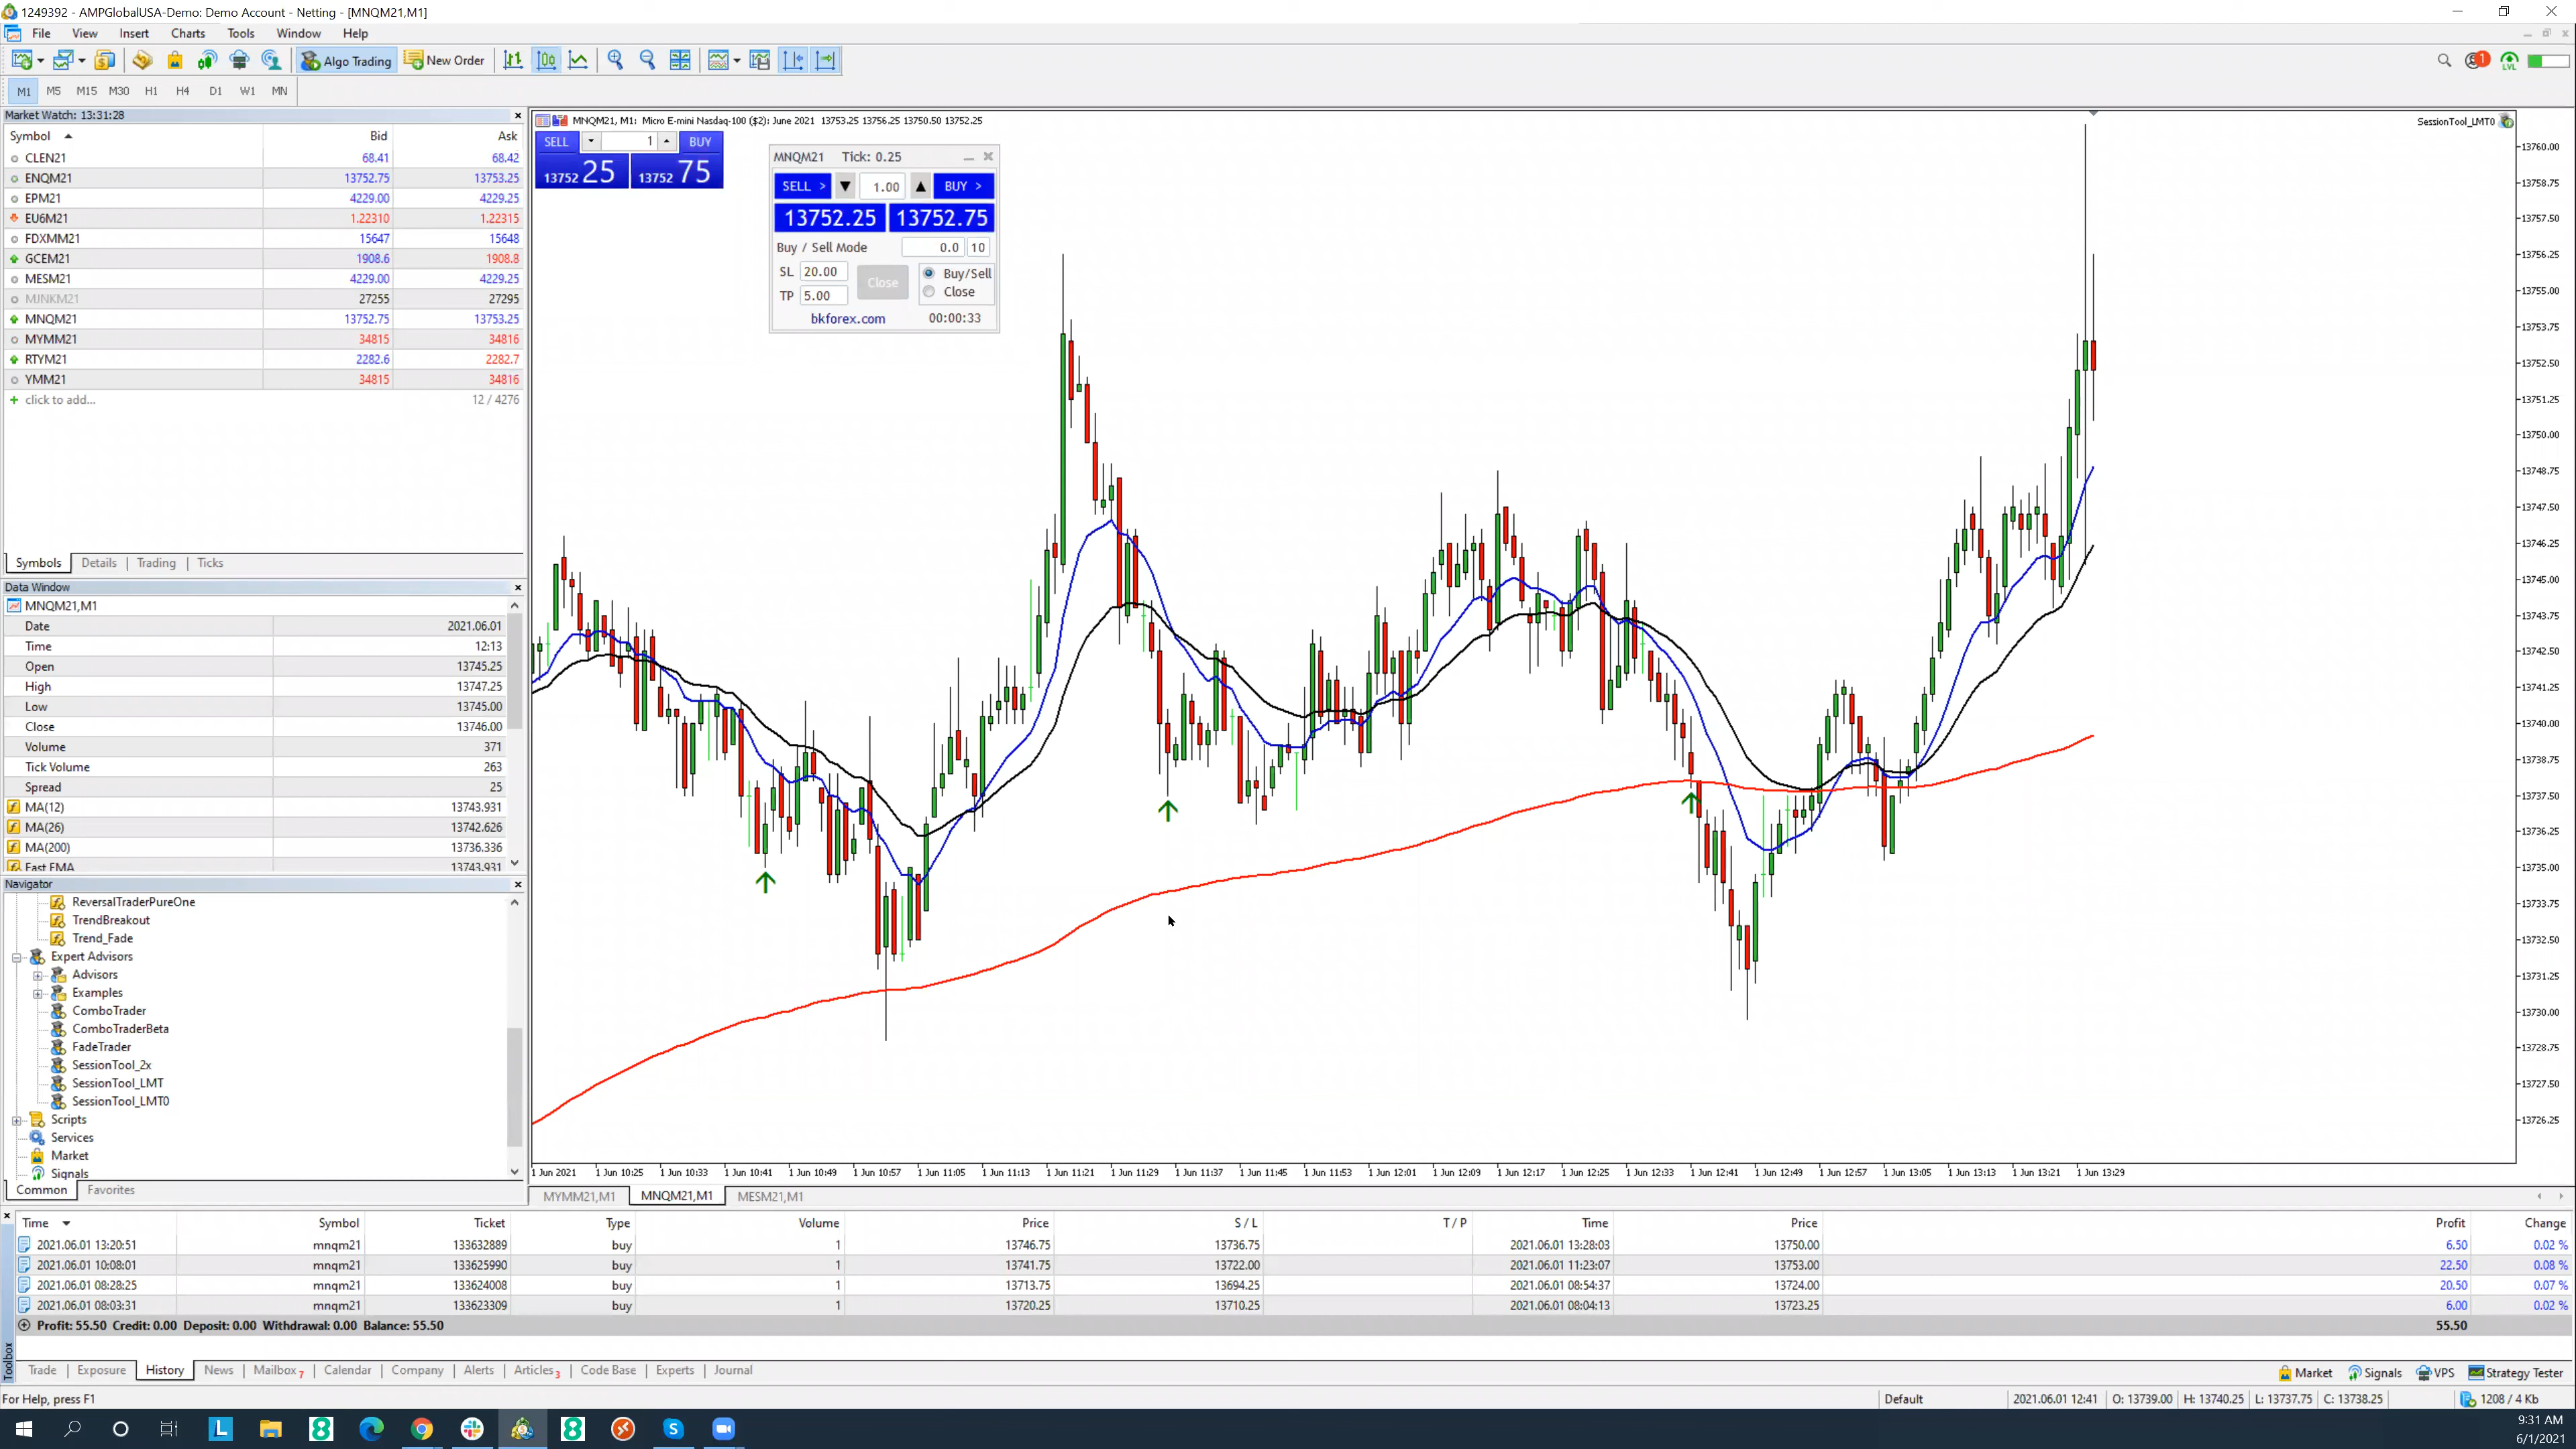 1249392 - AMPGlobalUSA-Demo: Demo Account - Netting - [MNQM21,M1]
File View Insert Charts Tools Window Help
Algo Trading New Order
1
LVL
M1 M5 M15 M30 H1 H4 D1 W1 MN
Market Watch: 13:31:28
Symbol Bid Ask
CLEN21 68.41 68.42
ENQM21 13752.75 13753.25
EPM21 4229.00 4229.25
EU6M21 1.22310 1.22315
FDXMM21 15647 15648
GCEM21 1908.6 1908.8
MESM21 4229.00 4229.25
MJNKM21 27255 27295
MNQM21 13752.75 13753.25
MYMM21 34815 34816
RTYM21 2282.6 2282.7
YMM21 34815 34816
click to add... 12 / 4276
Symbols Details Trading Ticks
Data Window
MNQM21,M1
Date 2021.06.01
Time 12:13
Open 13745.25
High 13747.25
Low 13745.00
Close 13746.00
Volume 371
Tick Volume 263
Spread 25
MA(12) 13743.931
MA(26) 13742.626
MA(200) 13736.336
Fast EMA 13743.931
Navigator
ReversalTraderPureOne
TrendBreakout
Trend_Fade
Expert Advisors
Advisors
Examples
ComboTrader
ComboTraderBeta
FadeTrader
SessionTool_2x
SessionTool_LMT
SessionTool_LMT0
Scripts
Services
Market
Signals
Common Favorites
MNQM21, M1: Micro E-mini Nasdaq-100 ($2): June 2021 13753.25 13756.25 13750.50 13752.25
SessionTool_LMT0
SELL 1 BUY
13752 25 13752 75
MNQM21 Tick: 0.25
SELL > 1.00 BUY >
13752.25 13752.75
Buy / Sell Mode 0.0 10
SL 20.00 Close Buy/Sell
TP 5.00 Close
bkforex.com 00:00:33
13760.00
13758.75
13757.50
13756.25
13755.00
13753.75
13752.50
13751.25
13750.00
13748.75
13747.50
13746.25
13745.00
13743.75
13742.50
13741.25
13740.00
13738.75
13737.50
13736.25
13735.00
13733.75
13732.50
13731.25
13730.00
13728.75
13727.50
13726.25
1 Jun 2021 1 Jun 10:25 1 Jun 10:33 1 Jun 10:41 1 Jun 10:49 1 Jun 10:57 1 Jun 11:05 1 Jun 11:13 1 Jun 11:21 1 Jun 11:29 1 Jun 11:37 1 Jun 11:45 1 Jun 11:53 1 Jun 12:01 1 Jun 12:09 1 Jun 12:17 1 Jun 12:25 1 Jun 12:33 1 Jun 12:41 1 Jun 12:49 1 Jun 12:57 1 Jun 13:05 1 Jun 13:13 1 Jun 13:21 1 Jun 13:29
MYMM21,M1 MNQM21,M1 MESM21,M1
Time Symbol Ticket Type Volume Price S / L T / P Time Price Profit Change
2021.06.01 13:20:51 mnqm21 133632889 buy 1 13746.75 13736.75 2021.06.01 13:28:03 13750.00 6.50 0.02 %
2021.06.01 10:08:01 mnqm21 133625990 buy 1 13741.75 13722.00 2021.06.01 11:23:07 13753.00 22.50 0.08 %
2021.06.01 08:28:25 mnqm21 133624008 buy 1 13713.75 13694.25 2021.06.01 08:54:37 13724.00 20.50 0.07 %
2021.06.01 08:03:31 mnqm21 133623309 buy 1 13720.25 13710.25 2021.06.01 08:04:13 13723.25 6.00 0.02 %
Profit: 55.50 Credit: 0.00 Deposit: 0.00 Withdrawal: 0.00 Balance: 55.50 55.50
Toolbox
Trade Exposure History News Mailbox 7 Calendar Company Alerts Articles 3 Code Base Experts Journal Market Signals VPS Strategy Tester
For Help, press F1 Default 2021.06.01 12:41 O: 13739.00 H: 13740.25 L: 13737.75 C: 13738.25 1208 / 4 Kb
L 8 8 S
9:31 AM
6/1/2021